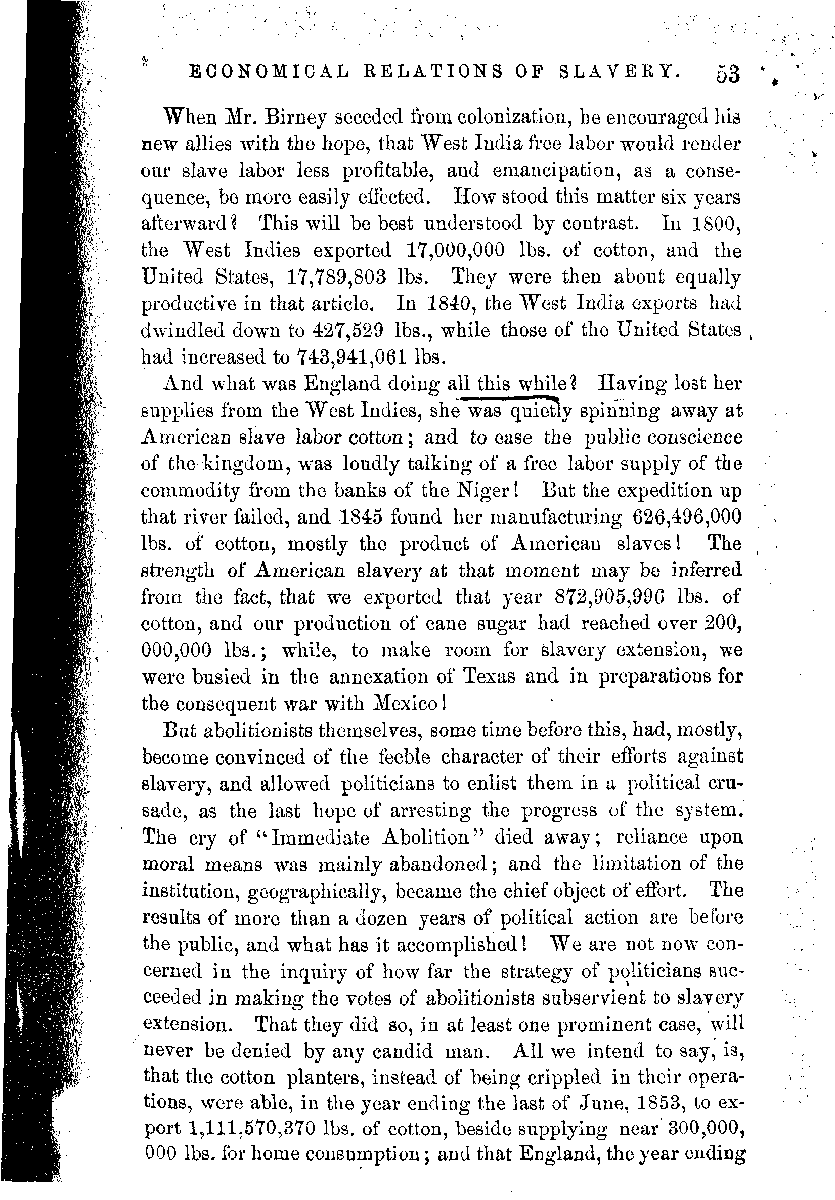 ECONOMICAL RELATIONS OF SLAVERY. 53
When Mr. Birney seceded from colonization, he encouraged his
new allies with the hope, that West India free labor would render
our slave labor less profitable, and emancipation, as a conse-
quence, be more easily effected. How stood this matter six years
afterward? This will be best understood by contrast. In 1800,
the West Indies exported 17,000,000 lbs. of cotton, and the
United States, 17,789,803 lbs. They were then about equally
productive in that article. In 1840, the West India exports had
dwindled down to 427,529 lbs., while those of the United States
had increased to 743,941,061 lbs.
And what was England doing all this while? Having lost her
supplies from the West Indies, she was quietly spinning away at
American slave labor cotton; and to ease the public conscience
of the kingdom, was loudly talking of a free labor supply of the
commodity from the banks of the Niger! But the expedition up
that river failed, and 1845 found her manufacturing 626,496,000
lbs. of cotton, mostly the product of American slaves! The
strength of American slavery at that moment may be inferred
from the fact, that we exported that year 872,905,996 lbs. of
cotton, and our production of cane sugar had reached over 200,
000,000 lbs.; while, to make room for slavery extension, we
were busied in the annexation of Texas and in preparations for
the consequent war with Mexico!
But abolitionists themselves, some time before this, had, mostly,
become convinced of the feeble character of their efforts against
slavery, and allowed politicians to enlist them in a political cru-
sade, as the last hope of arresting the progress of the system.
The cry of "Immediate Abolition" died away; reliance upon
moral means was mainly abandoned; and the limitation of the
institution, geographically, became the chief object of effort. The
results of more than a dozen years of political action are before
the public, and what has it accomplished! We are not now con-
cerned in the inquiry of how far the strategy of politicians suc-
ceeded in making the votes of abolitionists subservient to slavery
extension. That they did so, in at least one prominent case, will
never be denied by any candid man. All we intend to say, is,
that the cotton planters, instead of being crippled in their opera-
tions, were able, in the year ending the last of June, 1853, to ex-
port 1,111,570,370 lbs. of cotton, beside supplying near 300,000,
000 lbs. for home consumption; and that England, the year ending